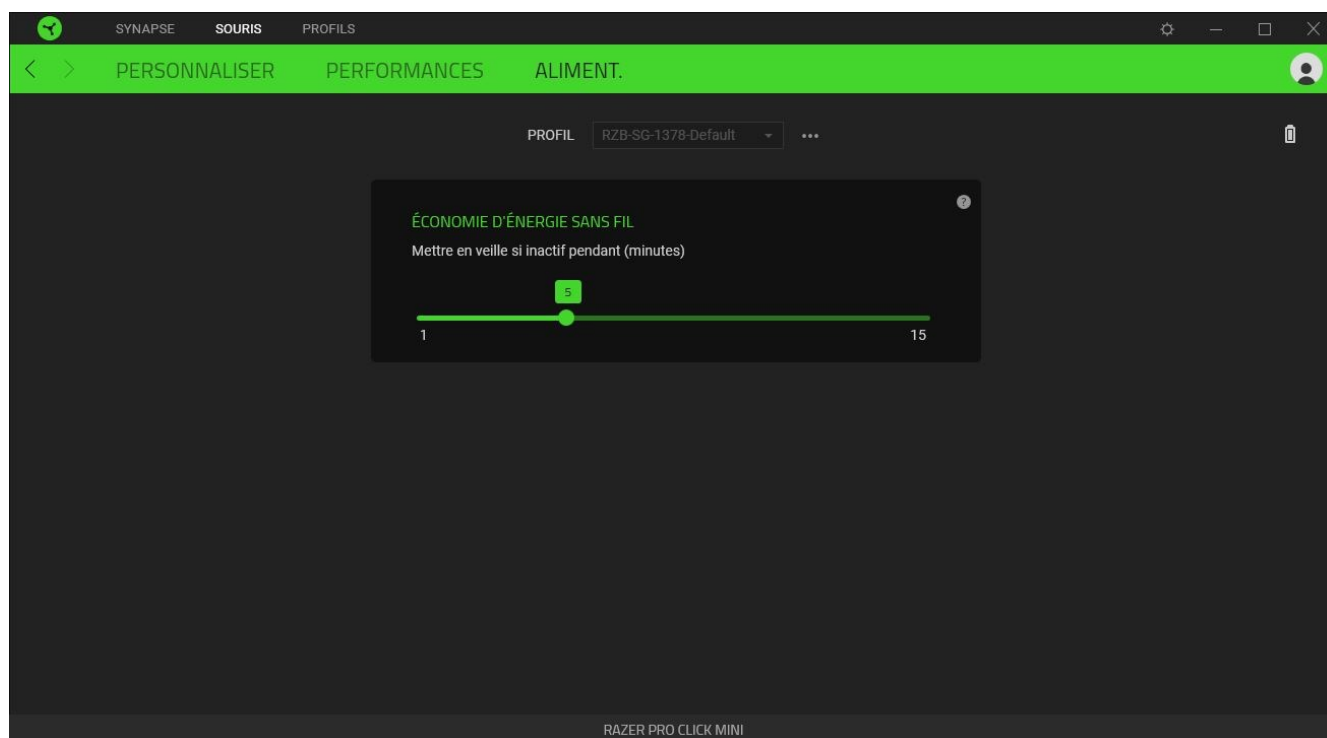 SYNAPSE SOURIS PROFILS
PERSONNALISER PERFORMANCES ALIMENT.
PROFIL RZB-SG-1378-Default
?
ÉCONOMIE D'ÉNERGIE SANS FIL
Mettre en veille si inactif pendant (minutes)
5
1 15
RAZER PRO CLICK MINI